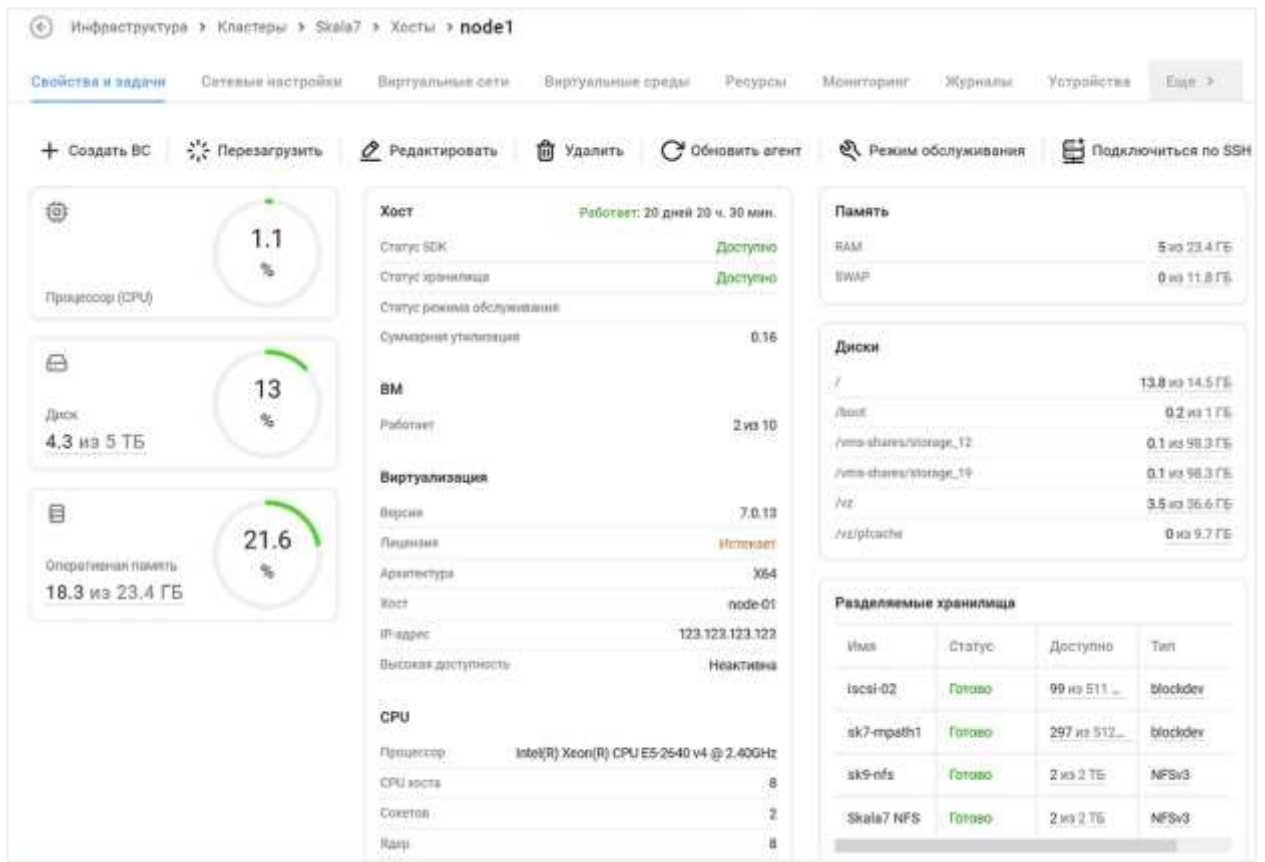 Инфраструктура > Кластеры > Skala7 > Хосты > node1
Свойства и задачи Сетевые настройки Виртуальные сети Виртуальные среды Ресурсы Мониторинг Журналы Устройства Еще >
Создать ВС Перезагрузить Редактировать Удалить Обновить агент Режим обслуживания Подключиться по SSH
1.1
%
Процессор (CPU)
13
%
Диск
4.3 из 5 ТБ
21.6
%
Оперативная память
18.3 из 23.4 ГБ
Хост Работает: 20 дней 20 ч. 30 мин.
Статус SDK Доступно
Статус хранилища Доступно
Статус режима обслуживания
Суммарная утилизация 0.16
ВМ
Работает 2 из 10
Виртуализация
Версия 7.0.13
Лицензия Истекает
Архитектура X64
Хост node-01
IP-адрес 123.123.123.123
Высокая доступность Неактивна
CPU
Процессор Intel(R) Xeon(R) CPU E5-2640 v4 @ 2.40GHz
CPU хоста 8
Сокетов 2
Ядер 8
Память
RAM 5 из 23.4 ГБ
SWAP 0 из 11.8 ГБ
Диски
/ 13.8 из 14.5 ГБ
/boot 0.2 из 1 ГБ
/vms-shares/storage_12 0.1 из 98.3 ГБ
/vms-shares/storage_19 0.1 из 98.3 ГБ
/vz 3.5 из 36.6 ГБ
/vz/pfcache 0 из 9.7 ГБ
Разделяемые хранилища
Имя Статус Доступно Тип
iscsi-02 Готово 99 из 511 ... blockdev
sk7-mpath1 Готово 297 из 512... blockdev
sk9-nfs Готово 2 из 2 ТБ NFSv3
Skala7 NFS Готово 2 из 2 ТБ NFSv3